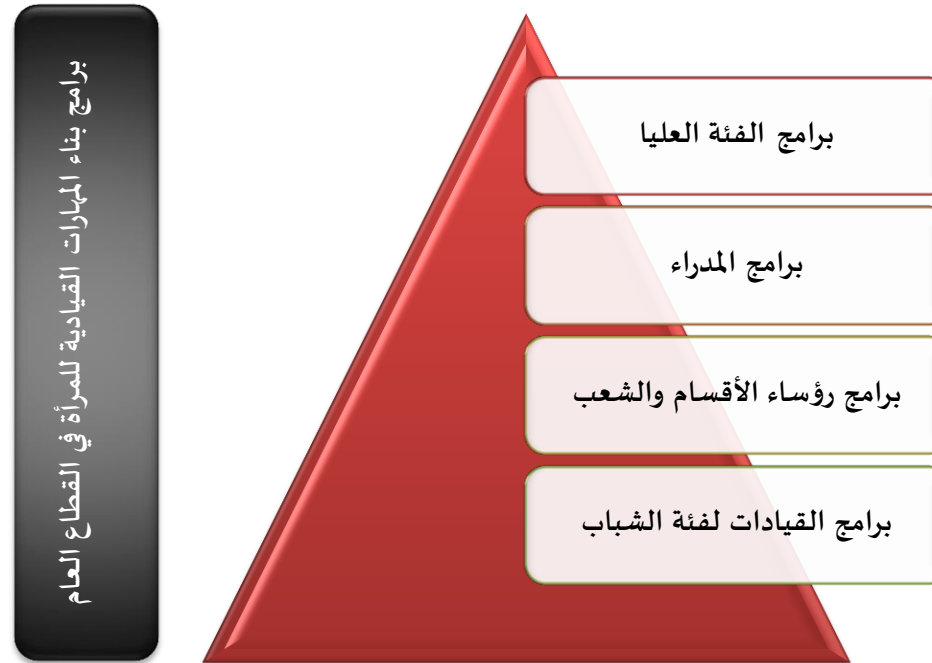 برامج بناء المهارات القيادية للمرأة في القطاع العام
برامج الفئة العليا
برامج المدراء
برامج رؤساء الأقسام والشعب
برامج القيادات لفئة الشباب